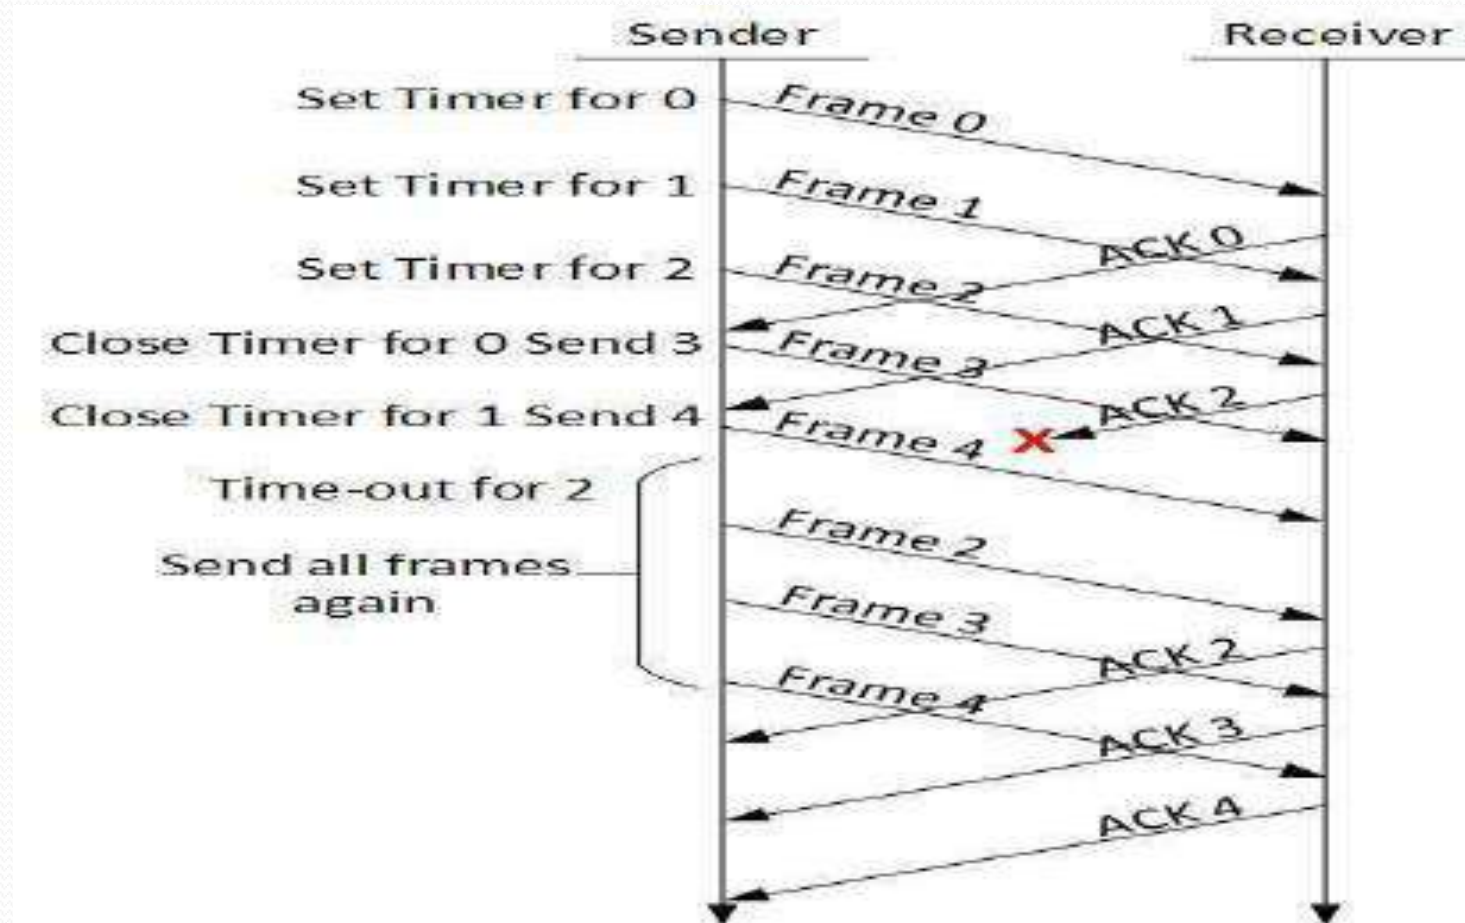 Sender
Receiver
Set Timer for 0
Frame 0
Set Timer for 1
Frame 1
ACK 0
Set Timer for 2
Frame 2
ACK 1
Close Timer for 0 Send 3
Frame 3
ACK 2
Close Timer for 1 Send 4
Frame 4
Time-out for 2
Frame 2
Send all frames
again
Frame 3
ACK 2
Frame 4
ACK 3
ACK 4